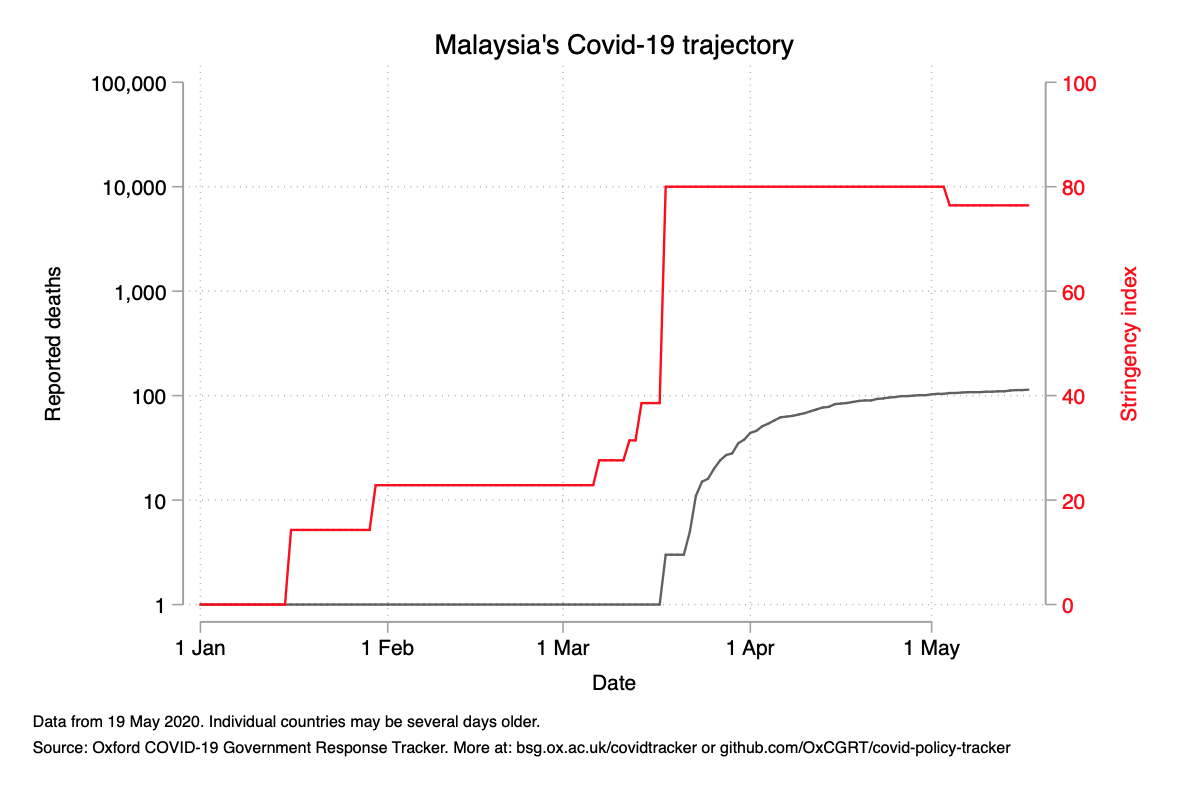 Malaysia's Covid-19 trajectory
100,000
10,000
1,000
100
10
1
Reported deaths
100
80
60
40
20
0
Stringency index
1 Jan
1 Feb
1 Mar
1 Apr
1 May
Date
Data from 19 May 2020. Individual countries may be several days older.
Source: Oxford COVID-19 Government Response Tracker. More at: bsg.ox.ac.uk/covidtracker or github.com/OxCGRT/covid-policy-tracker